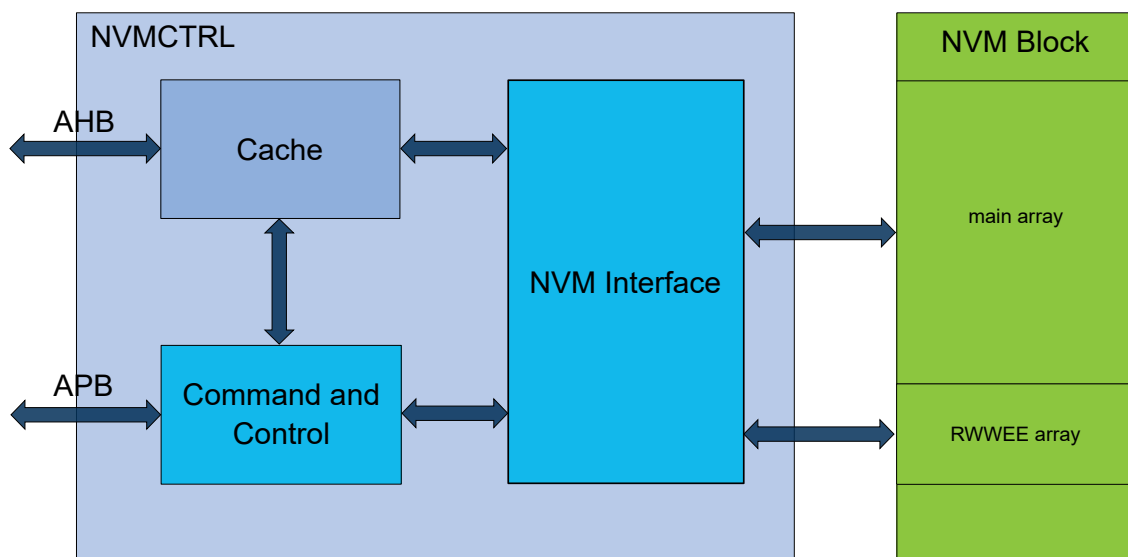 NVMCTRL
NVM Block
AHB
Cache
main array
NVM Interface
APB
Command and
Control
RWWEE array